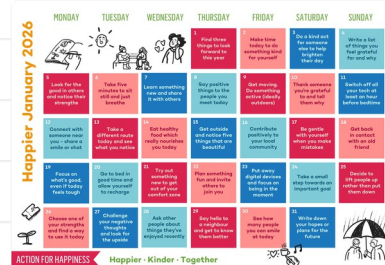 Happier January 2026
MONDAY TUESDAY WEDNESDAY THURSDAY FRIDAY SATURDAY SUNDAY
1
Find three
things to look
forward to
this year
2
Make time
today to do
something kind
for yourself
3
Do a kind act
for someone
else to help
brighten
their day
4
Write a list
of things you
feel grateful
for and why
5
Look for the
good in others
and notice their
strengths
6
Take five
minutes to sit
still and just
breathe
7
Learn something
new and share
it with others
8
Say positive
things to the
people you
meet today
9
Get moving.
Do something
active (ideally
outdoors)
10
Thank someone
you're grateful
to and tell
them why
11
Switch off all
your tech at
least an hour
before bedtime
12
Connect with
someone near
you - share a
smile or chat
13
Take a
different route
today and see
what you notice
14
Eat healthy
food which
really nourishes
you today
15
Get outside
and notice five
things that are
beautiful
16
Contribute
positively to
your local
community
17
Be gentle with
yourself when
you make
mistakes
18
Get back
in contact
with an old
friend
19
Focus on
what's good,
even if today
feels tough
20
Go to bed in
good time and
allow yourself
to recharge
21
Try out
something new
to get out of
your comfort zone
22
Plan something
fun and invite
others to
join you
23
Put away
digital devices
and focus on
being in the
moment
24
Take a small
step towards an
important goal
25
Decide to
lift people up
rather than put
them down
26
Choose one of
your strengths
and find a way
to use it today
27
Challenge
your negative
thoughts and
look for the
upside
28
Ask other
people about
things they've
enjoyed recently
29
Say hello to
a neighbour
and get to know
them better
30
See how many
people you can
smile at today
31
Write down
your hopes or
plans for the
future
ACTION FOR HAPPINESS
Happier · Kinder · Together